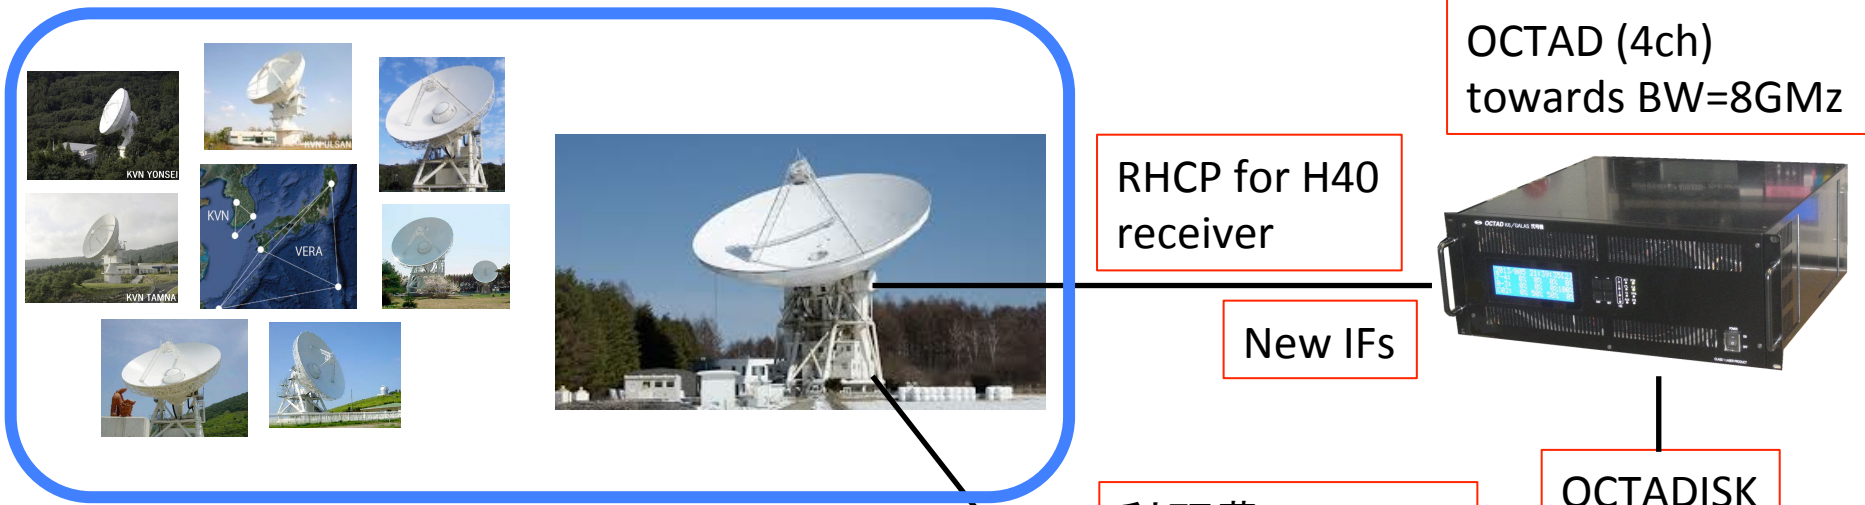 OCTAD (4ch)
towards BW=8GMz
KVN YONSEI
KVN ULSAN
KVN
VERA
KVN TAMNA
RHCP for H40
receiver
New IFs
OCTAD
OCTADISK